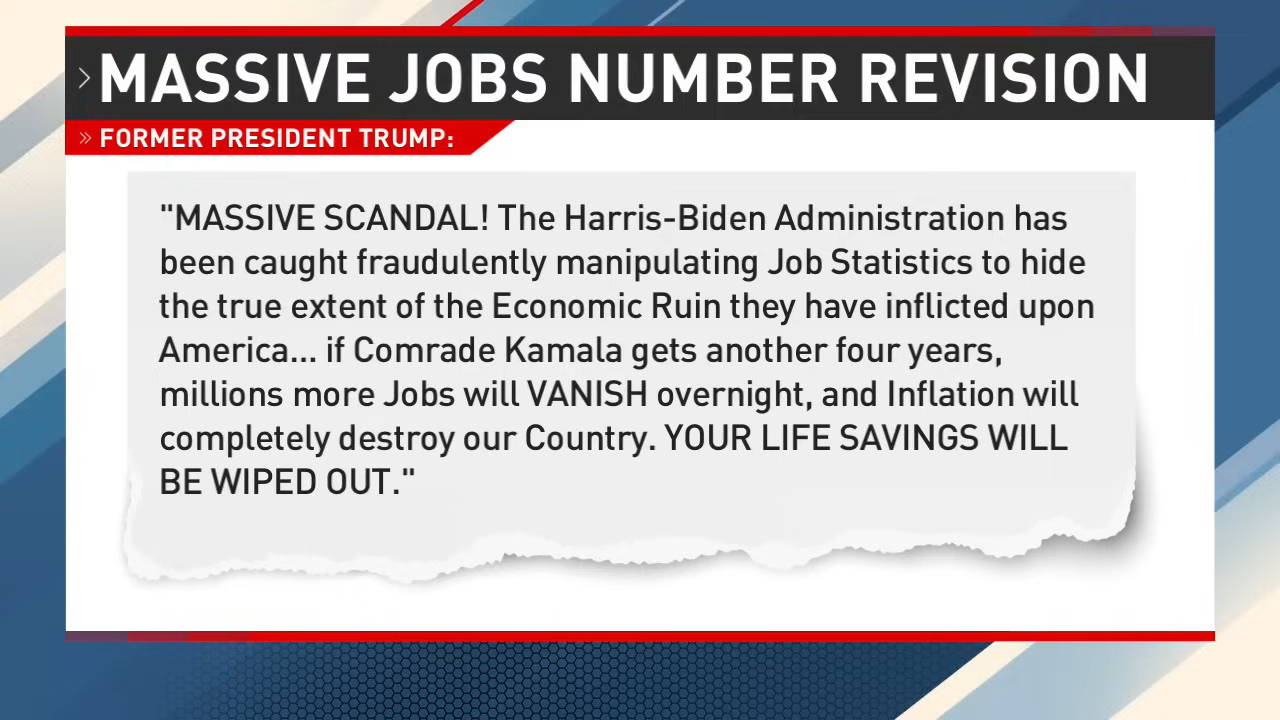 MASSIVE JOBS NUMBER REVISION
FORMER PRESIDENT TRUMP:
"MASSIVE SCANDAL! The Harris-Biden Administration has
been caught fraudulently manipulating Job Statistics to hide
the true extent of the Economic Ruin they have inflicted upon
America... if Comrade Kamala gets another four years,
millions more Jobs will VANISH overnight, and Inflation will
completely destroy our Country. YOUR LIFE SAVINGS WILL
BE WIPED OUT."